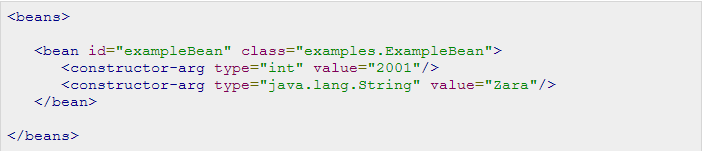 <beans>
<bean id="exampleBean" class="examples.ExampleBean">
<constructor-arg type="int" value="2001"/>
<constructor-arg type="java.lang.String" value="Zara"/>
</bean>
</beans>